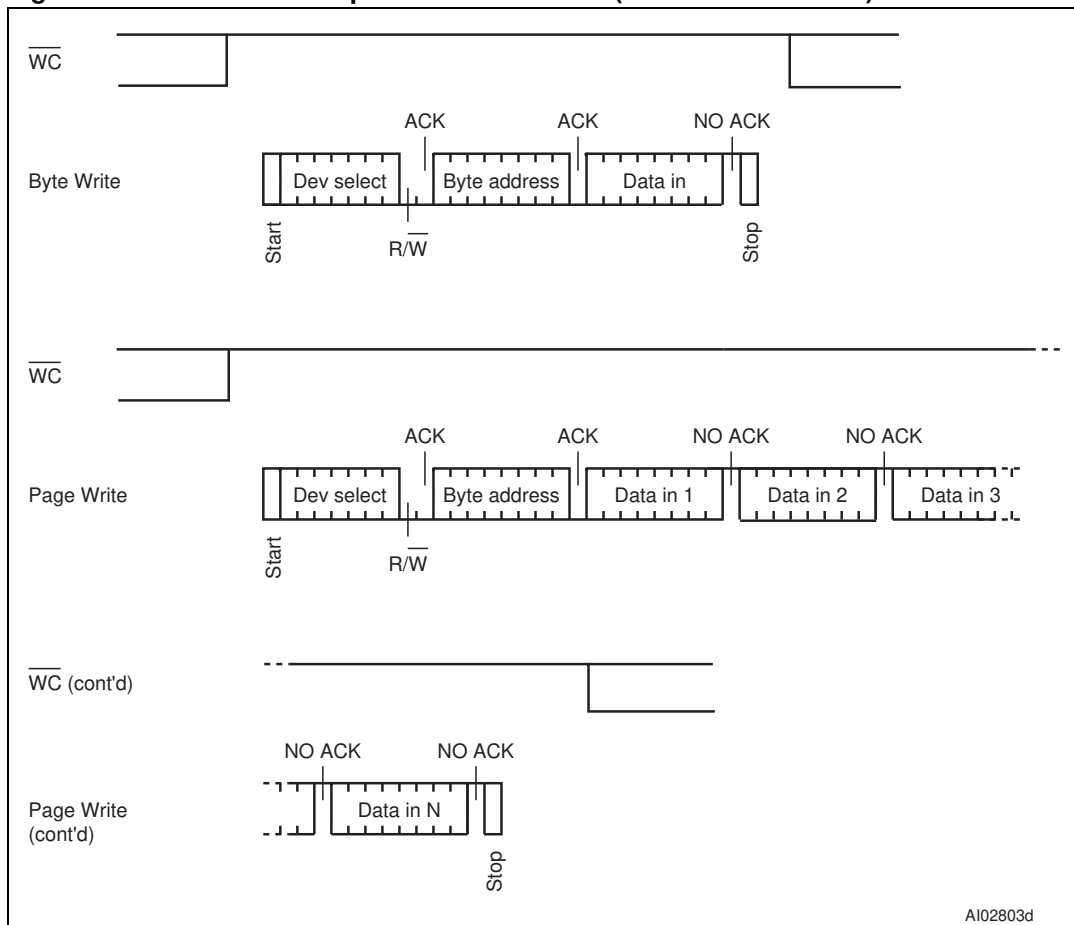 WC
ACK ACK NO ACK
Byte Write Dev select Byte address Data in
Start R/W Stop
WC
ACK ACK NO ACK NO ACK
Page Write Dev select Byte address Data in 1 Data in 2 Data in 3
Start R/W
WC (cont'd)
NO ACK NO ACK
Page Write Data in N
(cont'd)
Stop
AI02803d